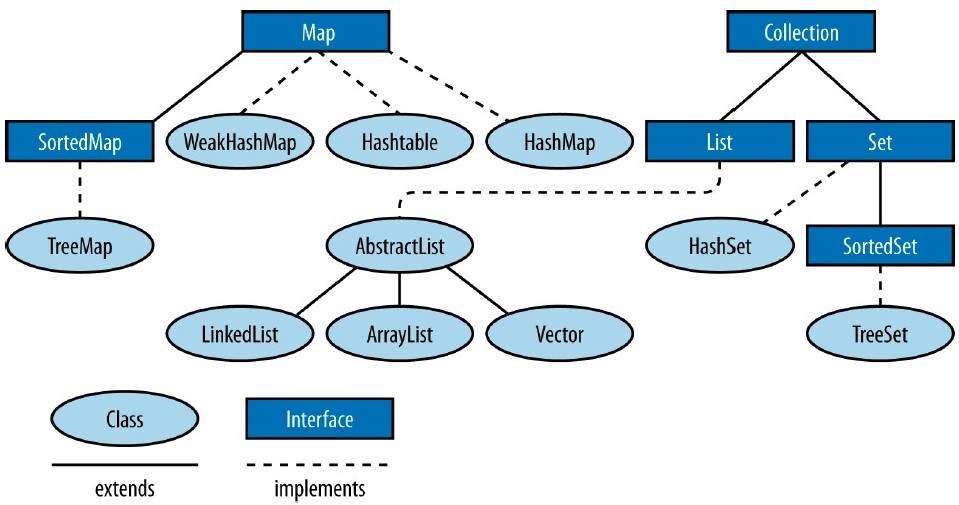 Map
Collection
SortedMap
WeakHashMap
Hashtable
HashMap
List
Set
TreeMap
AbstractList
HashSet
SortedSet
LinkedList
ArrayList
Vector
TreeSet
Class
Interface
extends
implements